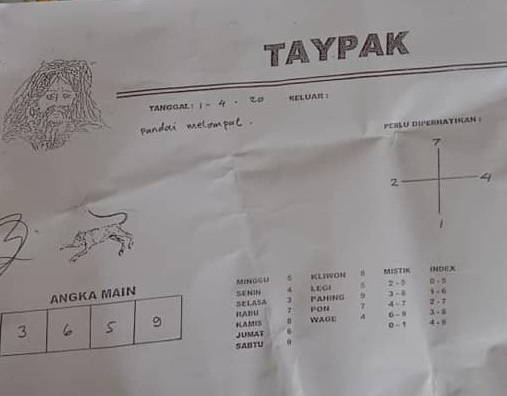 TAYPAK
TANGGAL: 1 - 4 - 20 KELUAR:
pandai melompat.
PERLU DIPERHATIKAN:
7
2 4
1
3
ANGKA MAIN
3 6 5 9
MINGGU 5 KLIWON 8 MISTIK INDEX
SENIN 4 LEGI 5 2-5 0-5
SELASA 3 PAHING 9 3-8 1-6
RABU 7 PON 7 4-7 2-7
KAMIS 8 WAGE 4 6-9 3-8
JUMAT 6 0-1 4-9
SABTU 9